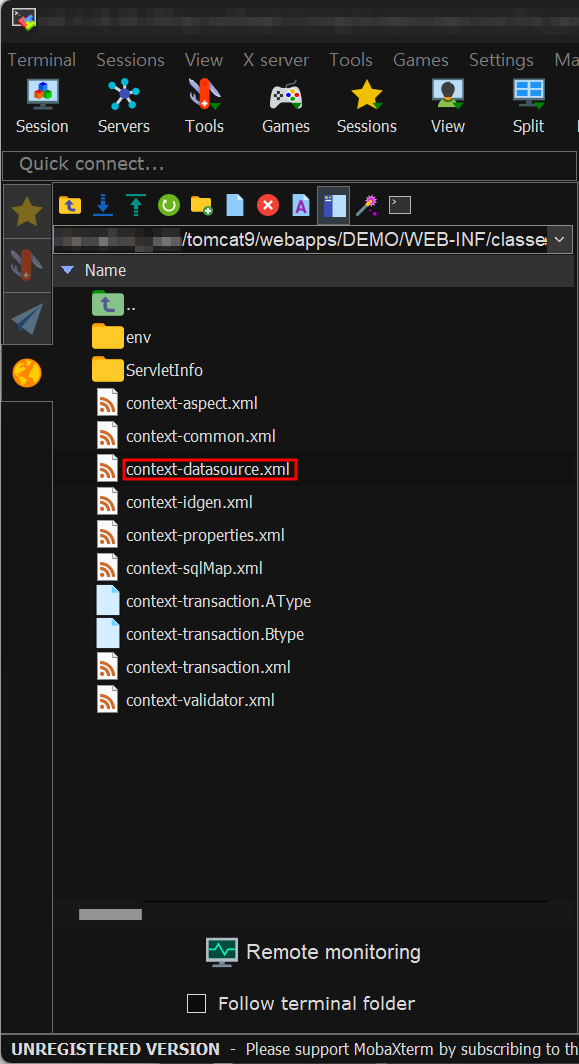 Terminal Sessions View X server Tools Games Settings Ma
Session Servers Tools Games Sessions View Split
Quick connect...
/tomcat9/webapps/DEMO/WEB-INF/classe
Name
..
env
ServletInfo
context-aspect.xml
context-common.xml
context-datasource.xml
context-idgen.xml
context-properties.xml
context-sqlMap.xml
context-transaction.AType
context-transaction.Btype
context-transaction.xml
context-validator.xml
Remote monitoring
Follow terminal folder
UNREGISTERED VERSION - Please support MobaXterm by subscribing to th